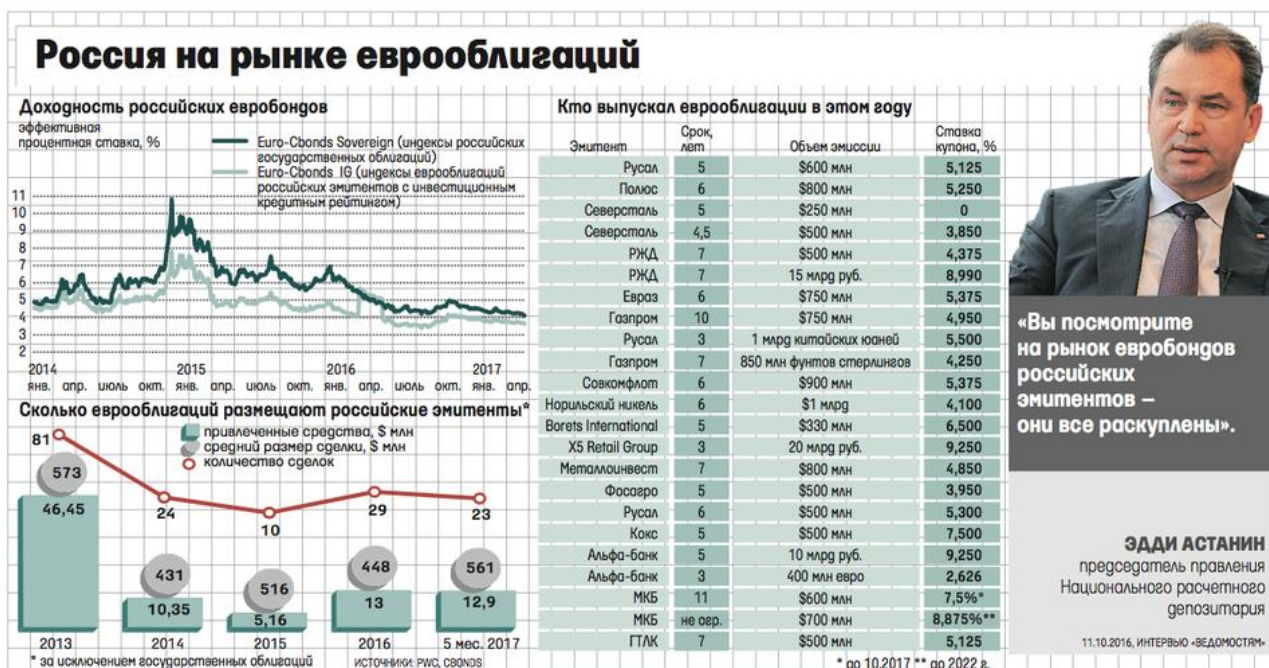 Россия на рынке еврооблигаций
Доходность российских евробондов
эффективная
процентная ставка, %
Euro-Cbonds Sovereign (индексы российских
государственных облигаций)
Euro-Cbonds IG (индексы еврооблигаций
российских эмитентов с инвестиционным
кредитным рейтингом)
11
10
9
8
7
6
5
4
3
2
2014 2015 2016 2017
янв. апр. июль окт. янв. апр. июль окт. янв. апр. июль окт. янв. апр.
Сколько еврооблигаций размещают российские эмитенты*
привлеченные средства, $ млн
средний размер сделки, $ млн
количество сделок
81 24 10 29 23
573 431 516 448 561
46,45 10,35 5,16 13 12,9
2013 2014 2015 2016 5 мес. 2017
* за исключением государственных облигаций ИСТОЧНИКИ: PWC, CBONDS
Кто выпускал еврооблигации в этом году
Эмитент Срок, лет Объем эмиссии Ставка купона, %
Русал 5 $600 млн 5,125
Полюс 6 $800 млн 5,250
Северсталь 5 $250 млн 0
Северсталь 4,5 $500 млн 3,850
РЖД 7 $500 млн 4,375
РЖД 7 15 млрд руб. 8,990
Евраз 6 $750 млн 5,375
Газпром 10 $750 млн 4,950
Русал 3 1 млрд китайских юаней 5,500
Газпром 7 850 млн фунтов стерлингов 4,250
Совкомфлот 6 $900 млн 5,375
Норильский никель 6 $1 млрд 4,100
Borets International 5 $330 млн 6,500
X5 Retail Group 3 20 млрд руб. 9,250
Металлоинвест 7 $800 млн 4,850
Фосагро 5 $500 млн 3,950
Русал 6 $500 млн 5,300
Кокс 5 $500 млн 7,500
Альфа-банк 5 10 млрд руб. 9,250
Альфа-банк 3 400 млн евро 2,626
МКБ 11 $600 млн 7,5%*
МКБ не огр. $700 млн 8,875%**
ГТЛК 7 $500 млн 5,125
* до 10.2017 ** до 2022 г.
«Вы посмотрите
на рынок евробондов
российских
эмитентов –
они все раскуплены».
ЭДДИ АСТАНИН
председатель правления
Национального расчетного
депозитария
11.10.2016, ИНТЕРВЬЮ «ВЕДОМОСТЯМ»